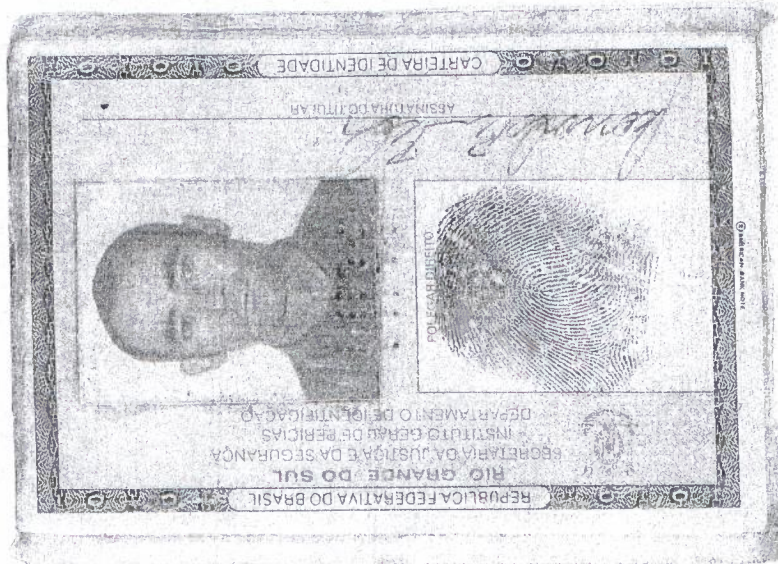 REPÚBLICA FEDERATIVA DO BRASIL
RIO GRANDE DO SUL
SECRETARIA DA JUSTIÇA E DA SEGURANÇA
INSTITUTO GERAL DE PERÍCIAS
DEPARTAMENTO DE IDENTIFICAÇÃO
POLEGAR DIREITO
ASSINATURA DO TITULAR
CARTEIRA DE IDENTIDADE